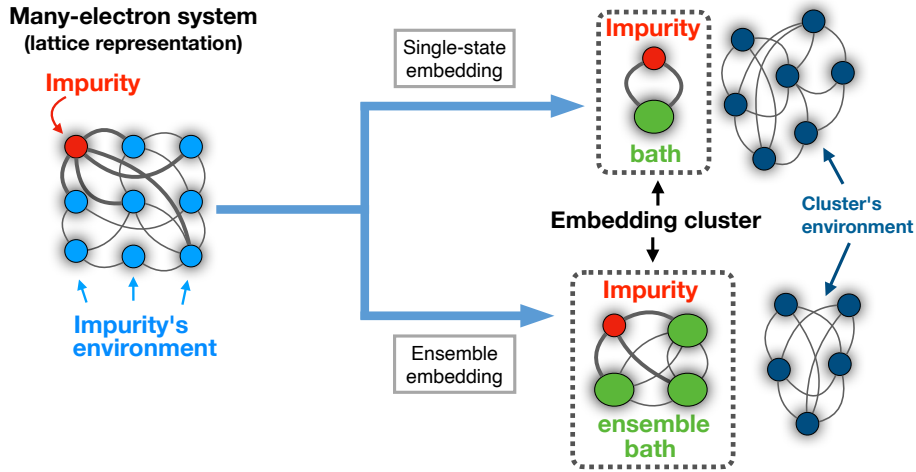 Many-electron system
(lattice representation)
Impurity
Impurity's
environment
Single-state
embedding
Ensemble
embedding
Impurity
bath
Embedding cluster
Impurity
ensemble
bath
Cluster's
environment